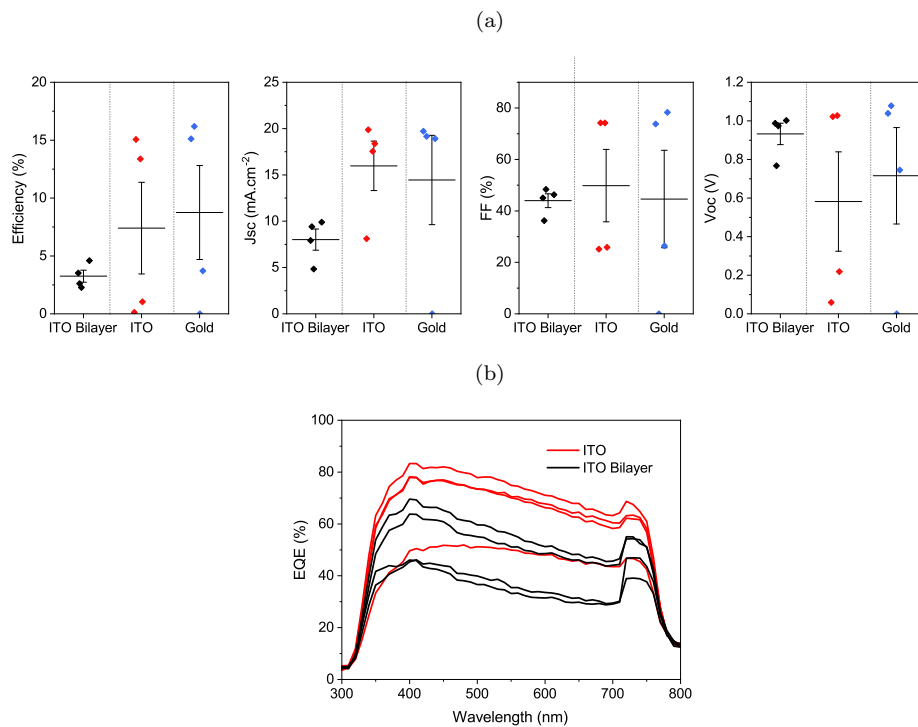 (a)
Efficiency (%)
20
15
10
5
0
ITO Bilayer
ITO
Gold
Jsc (mA.cm⁻²)
25
20
15
10
5
0
ITO Bilayer
ITO
Gold
FF (%)
80
60
40
20
0
ITO Bilayer
ITO
Gold
Voc (V)
1.2
1.0
0.8
0.6
0.4
0.2
0.0
ITO Bilayer
ITO
Gold
(b)
EQE (%)
100
80
60
40
20
0
ITO
ITO Bilayer
300 400 500 600 700 800
Wavelength (nm)